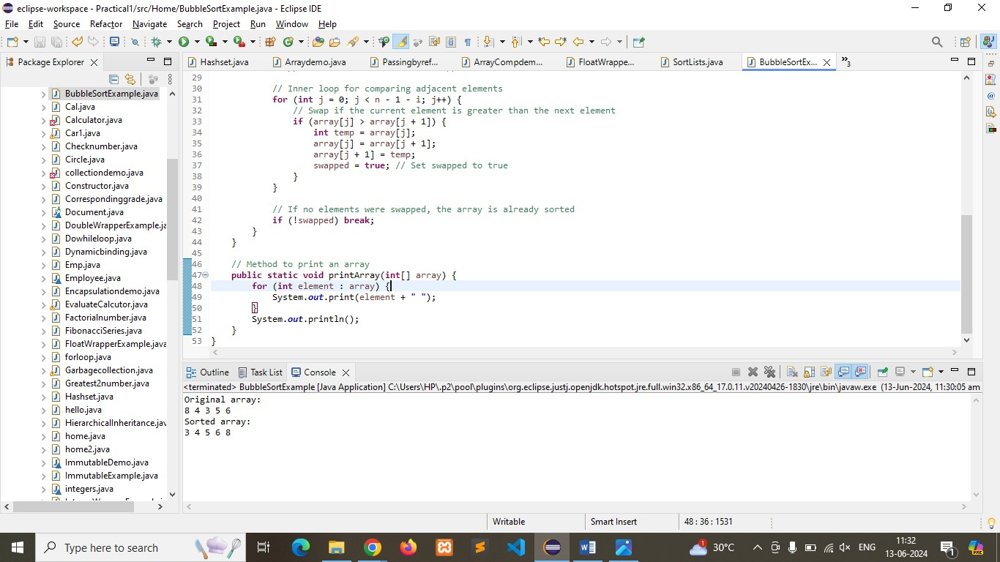 eclipse-workspace - Practical1/src/Home/BubbleSortExample.java - Eclipse IDE
File Edit Source Refactor Navigate Search Project Run Window Help
Package Explorer
Hashset.java Arraydemo.java Passingbyref... ArrayCompdem... FloatWrappe... SortLists.java BubbleSortEx... »3
BubbleSortExample.java
Cal.java
Calculator.java
Car1.java
Checknumber.java
Circle.java
collectiondemo.java
Constructor.java
Correspondinggrade.java
Document.java
DoubleWrapperExample.ja
Dowhileloop.java
Dynamicbinding.java
Emp.java
Employee.java
Encapsulationdemo.java
EvaluateCalcutor.java
Factorialnumber.java
FibonacciSeries.java
FloatWrapperExample.java
forloop.java
Garbagecollection.java
Greatest2number.java
Hashset.java
hello.java
HierarchicalInheritance.jav
home.java
home2.java
ImmutableDemo.java
ImmutableExample.java
integers.java
29
30 // Inner loop for comparing adjacent elements
31 for (int j = 0; j < n - 1 - i; j++) {
32 // Swap if the current element is greater than the next element
33 if (array[j] > array[j + 1]) {
34 int temp = array[j];
35 array[j] = array[j + 1];
36 array[j + 1] = temp;
37 swapped = true; // Set swapped to true
38 }
39 }
40
41 // If no elements were swapped, the array is already sorted
42 if (!swapped) break;
43 }
44 }
45
46 // Method to print an array
47 public static void printArray(int[] array) {
48 for (int element : array) {
49 System.out.print(element + " ");
50 }
51 System.out.println();
52 }
53 }
Outline Task List Console
<terminated> BubbleSortExample [Java Application] C:\Users\HP\.p2\pool\plugins\org.eclipse.justj.openjdk.hotspot.jre.full.win32.x86_64_17.0.11.v20240426-1830\jre\bin\javaw.exe (13-Jun-2024, 11:30:05 am
Original array:
8 4 3 5 6
Sorted array:
3 4 5 6 8
Writable Smart Insert 48 : 36 : 1531
Type here to search
1 30°C ENG 11:32
13-06-2024 1 PRE